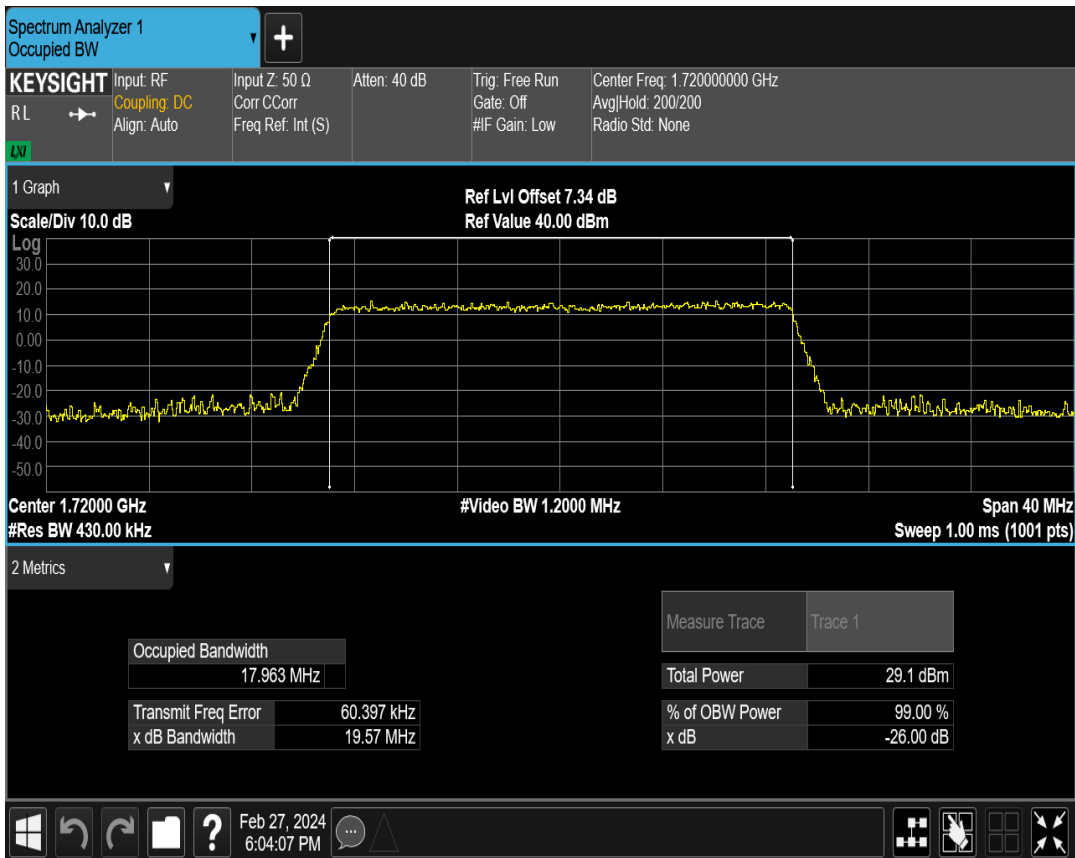 Spectrum Analyzer 1
Occupied BW
+
KEYSIGHT
RL
LXI
Input: RF
Coupling: DC
Align: Auto
Input Z: 50 Ω
Corr CCorr
Freq Ref: Int (S)
Atten: 40 dB
Trig: Free Run
Gate: Off
#IF Gain: Low
Center Freq: 1.720000000 GHz
Avg|Hold: 200/200
Radio Std: None
1 Graph
Ref Lvl Offset 7.34 dB
Scale/Div 10.0 dB
Ref Value 40.00 dBm
Log
30.0
20.0
10.0
0.00
-10.0
-20.0
-30.0
-40.0
-50.0
Center 1.72000 GHz
#Video BW 1.2000 MHz
Span 40 MHz
#Res BW 430.00 kHz
Sweep 1.00 ms (1001 pts)
2 Metrics
Measure Trace Trace 1
Occupied Bandwidth
17.963 MHz
Total Power 29.1 dBm
Transmit Freq Error 60.397 kHz
% of OBW Power 99.00 %
x dB Bandwidth 19.57 MHz
x dB -26.00 dB
?
Feb 27, 2024
6:04:07 PM